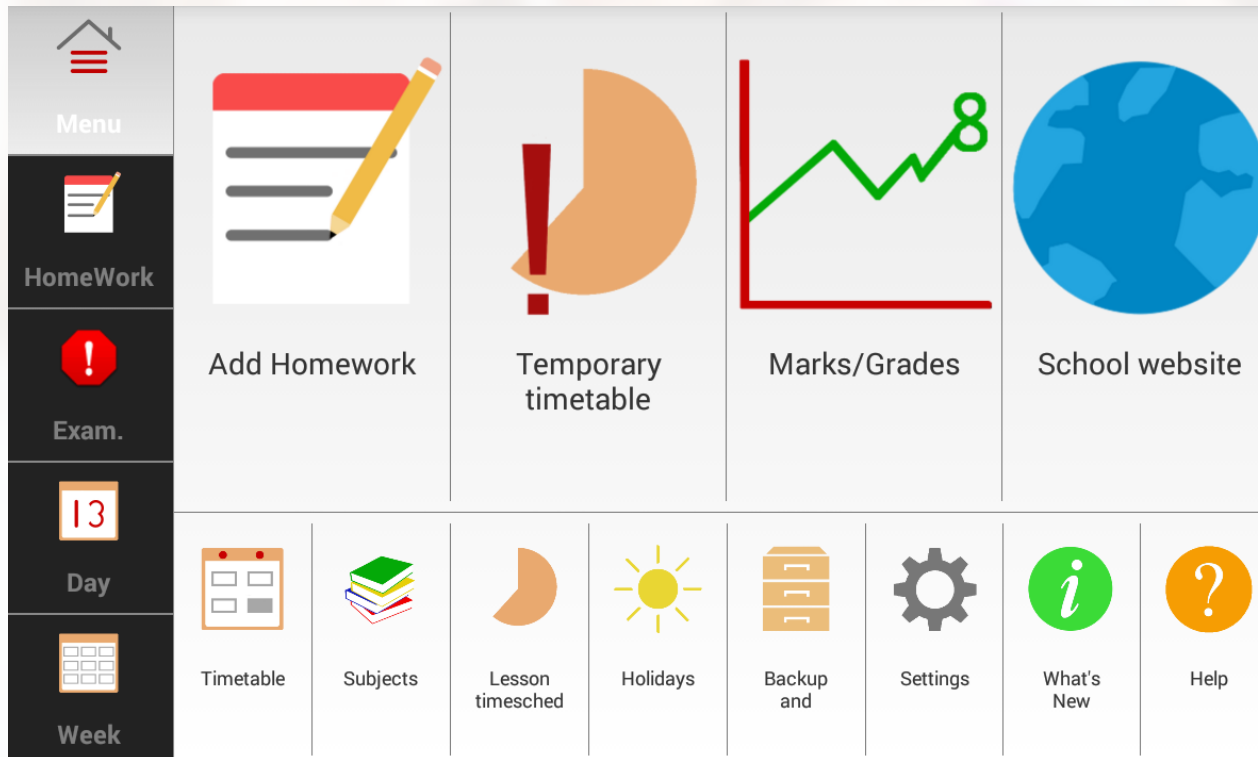 Menu
HomeWork
Exam.
13
Day
Week
Add Homework
Temporary
timetable
8
Marks/Grades
School website
Timetable
Subjects
Lesson
timesched
Holidays
Backup
and
Settings
i
What's
New
?
Help